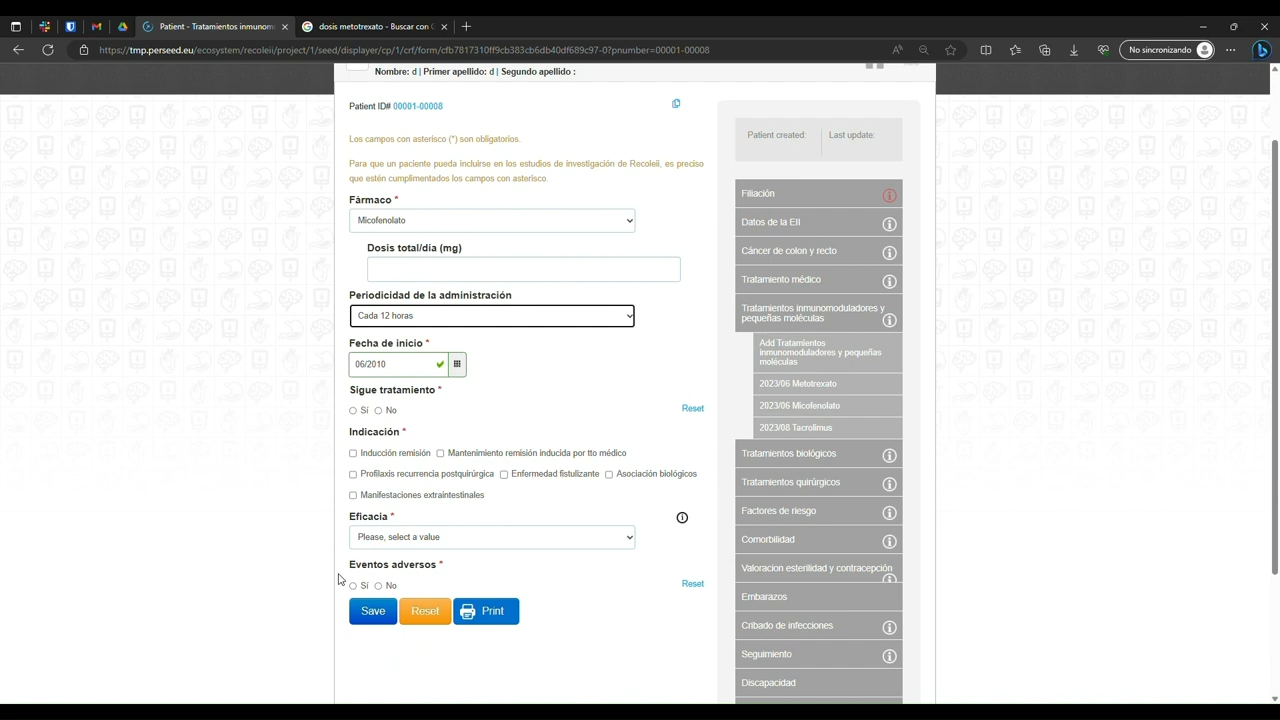 Patient - Tratamientos inmunom
dosis metotrexato - Buscar con G
https://tmp.perseed.eu/ecosystem/recoleii/project/1/seed/displayer/cp/1/crf/form/cfb7817310ff9cb383cb6db40df689c97-0?pnumber=00001-00008
No sincronizando
Nombre: d | Primer apellido: d | Segundo apellido :
Patient ID# 00001-00008
Los campos con asterisco (*) son obligatorios.
Para que un paciente pueda incluirse en los estudios de investigación de Recoleii, es preciso
que estén cumplimentados los campos con asterisco.
Fármaco *
Micofenolato
Dosis total/día (mg)
Periodicidad de la administración
Cada 12 horas
Fecha de inicio *
06/2010
Sigue tratamiento *
Sí No
Reset
Indicación *
Inducción remisión Mantenimiento remisión inducida por tto médico
Profilaxis recurrencia postquirúrgica Enfermedad fistulizante Asociación biológicos
Manifestaciones extraintestinales
Eficacia *
Please, select a value
Eventos adversos *
Sí No
Reset
Save Reset Print
Patient created: Last update:
Filiación
Datos de la EII
Cáncer de colon y recto
Tratamiento médico
Tratamientos inmunomoduladores y
pequeñas moléculas
Add Tratamientos
inmunomoduladores y pequeñas
moléculas
2023/06 Metotrexato
2023/06 Micofenolato
2023/08 Tacrolimus
Tratamientos biológicos
Tratamientos quirúrgicos
Factores de riesgo
Comorbilidad
Valoracion esterilidad y contracepción
Embarazos
Cribado de infecciones
Seguimiento
Discapacidad